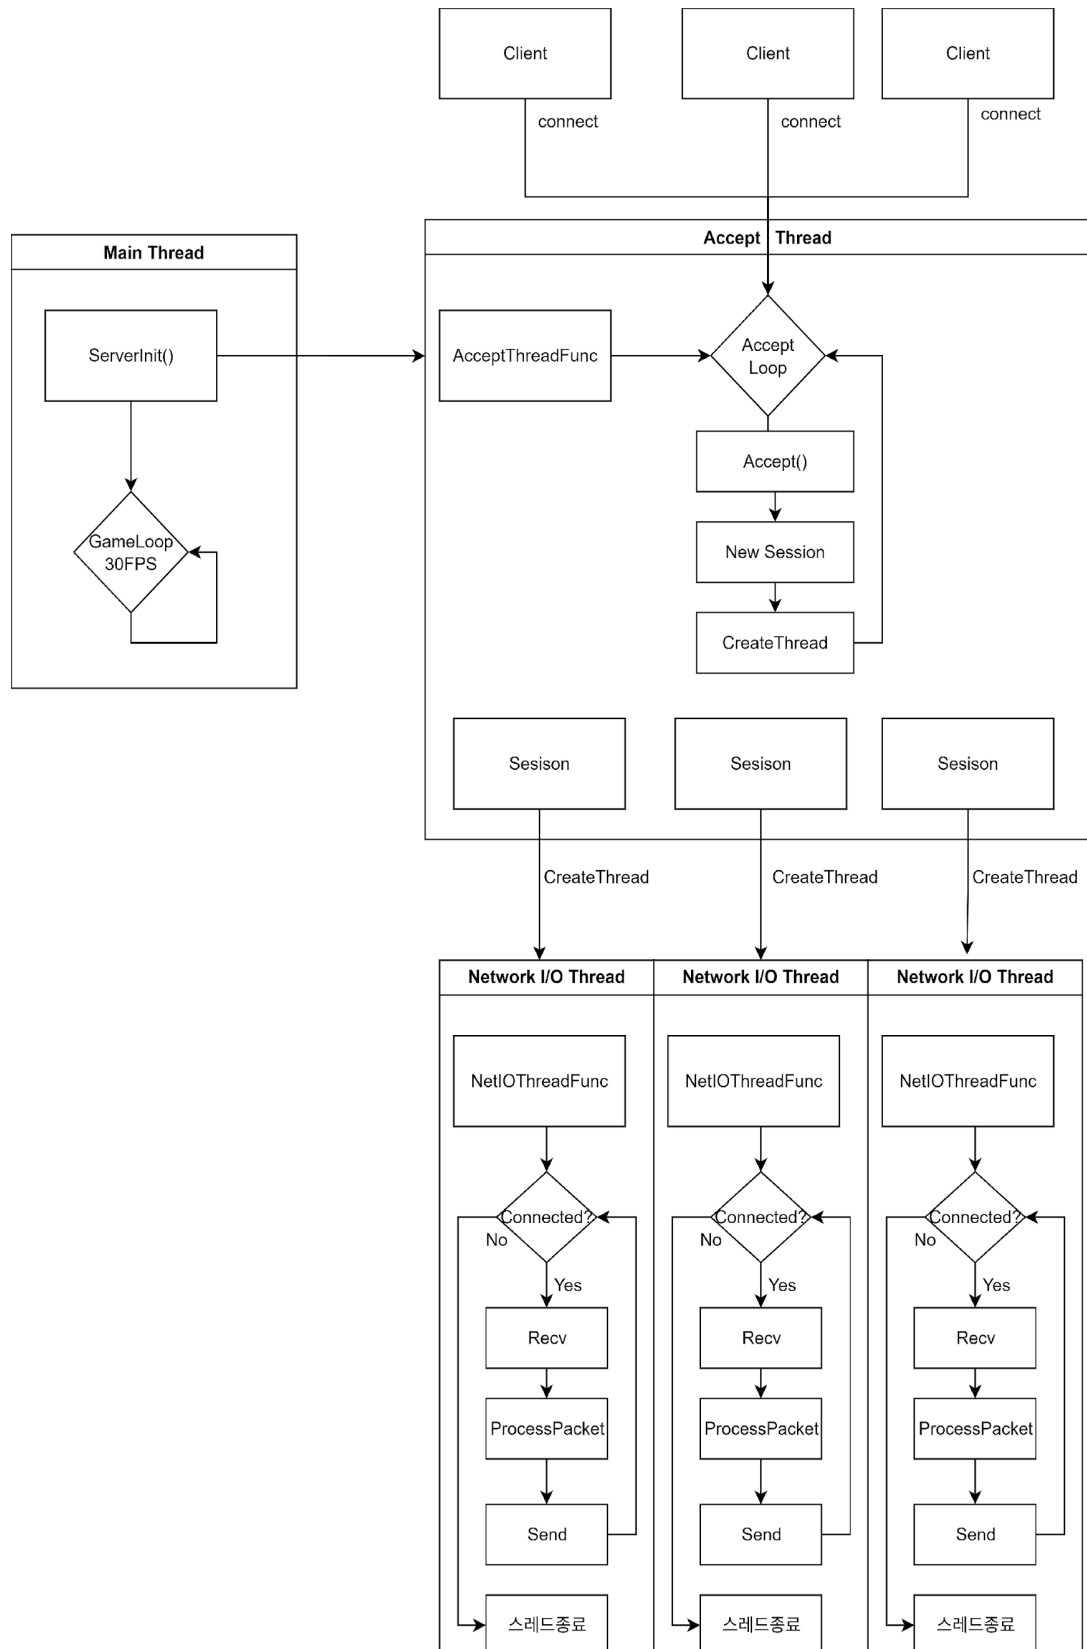 Client
Client
Client
connect
connect
connect
Main Thread
ServerInit()
GameLoop
30FPS
Accept Thread
AcceptThreadFunc
Accept
Loop
Accept()
New Session
CreateThread
Sesison
Sesison
Sesison
CreateThread
CreateThread
CreateThread
Network I/O Thread
Network I/O Thread
Network I/O Thread
NetIOThreadFunc
NetIOThreadFunc
NetIOThreadFunc
Connected?
Connected?
Connected?
No
No
No
Yes
Yes
Yes
Recv
Recv
Recv
ProcessPacket
ProcessPacket
ProcessPacket
Send
Send
Send
스레드종료
스레드종료
스레드종료